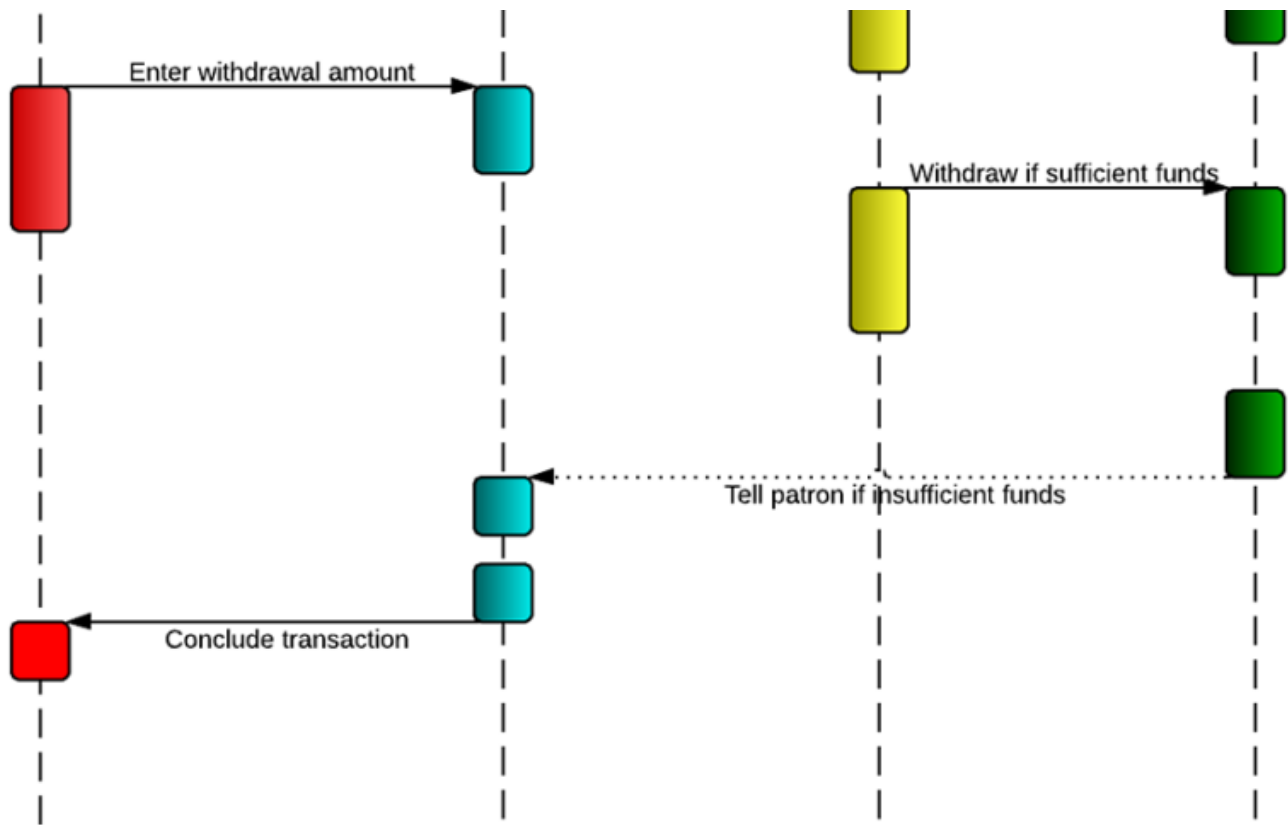 Enter withdrawal amount
Withdraw if sufficient funds
Tell patron if insufficient funds
Conclude transaction